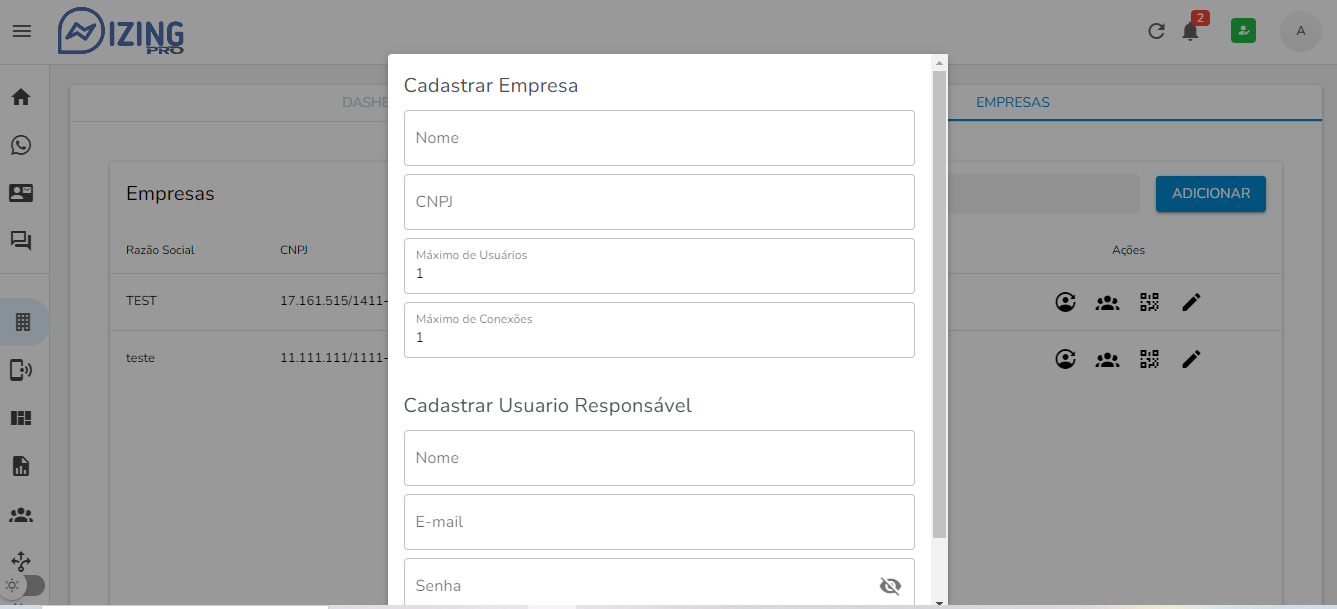 IZING
PRO
2
A
DASHB
EMPRESAS
Cadastrar Empresa
Nome
CNPJ
Máximo de Usuários
1
Máximo de Conexões
1
Cadastrar Usuario Responsável
Nome
E-mail
Senha
Empresas
ADICIONAR
Razão Social
CNPJ
Ações
TEST
17.161.515/1411-
teste
11.111.111/1111-